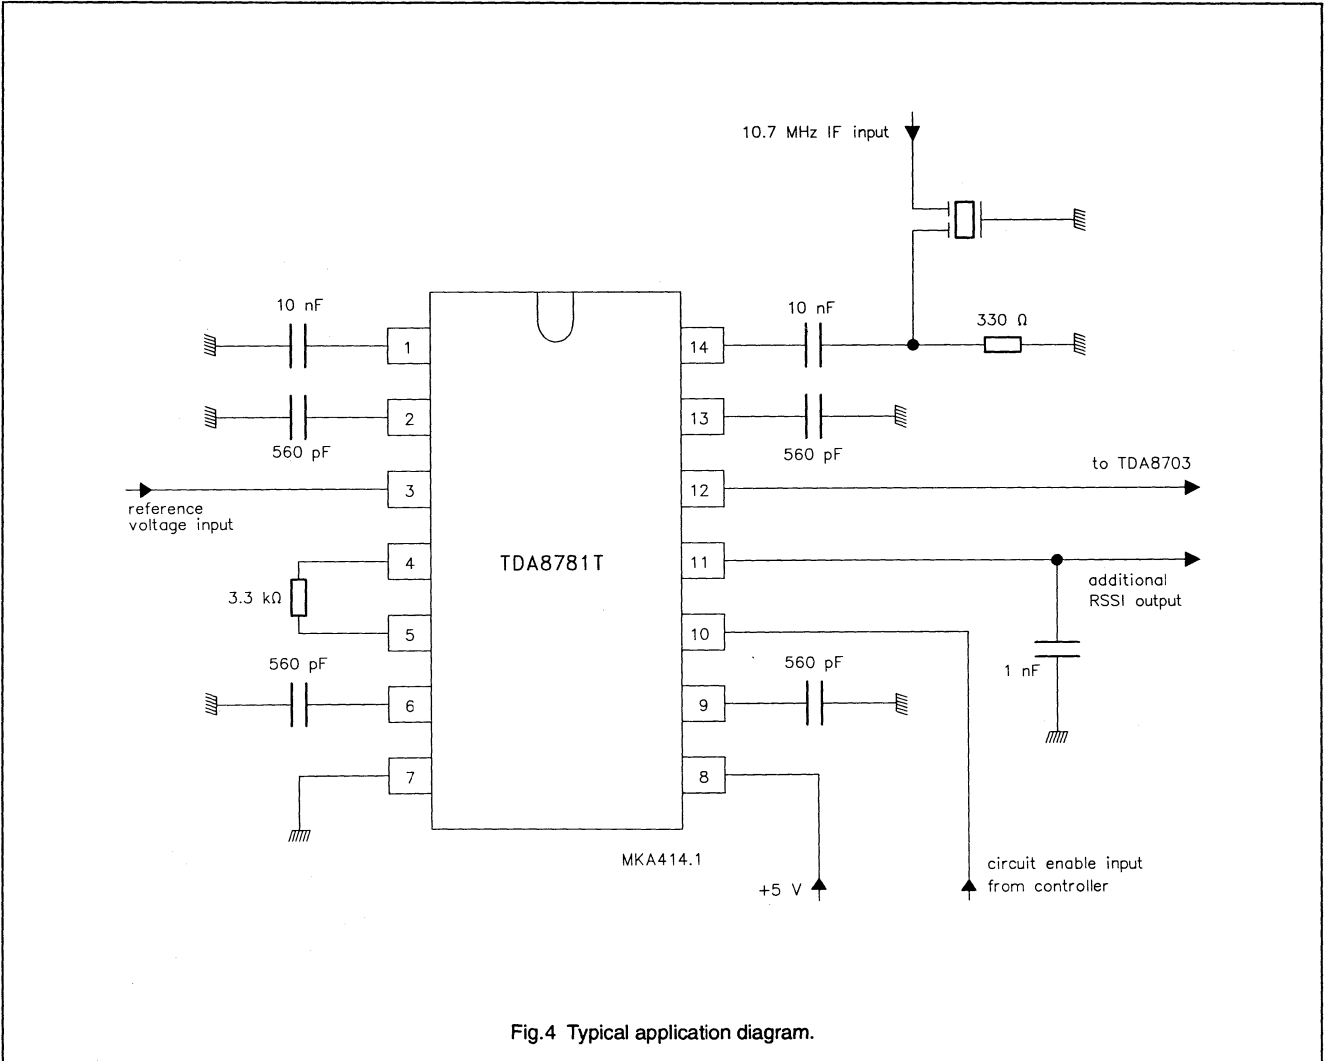 10.7 MHz IF input
10 nF
10 nF
330 Ω
1
14
2
13
560 pF
560 pF
to TDA8703
3
12
reference
voltage input
4
TDA8781T
11
additional
RSSI output
3.3 kΩ
5
10
560 pF
560 pF
1 nF
6
9
7
8
MKA414.1
+5 V
circuit enable input
from controller
Fig.4 Typical application diagram.